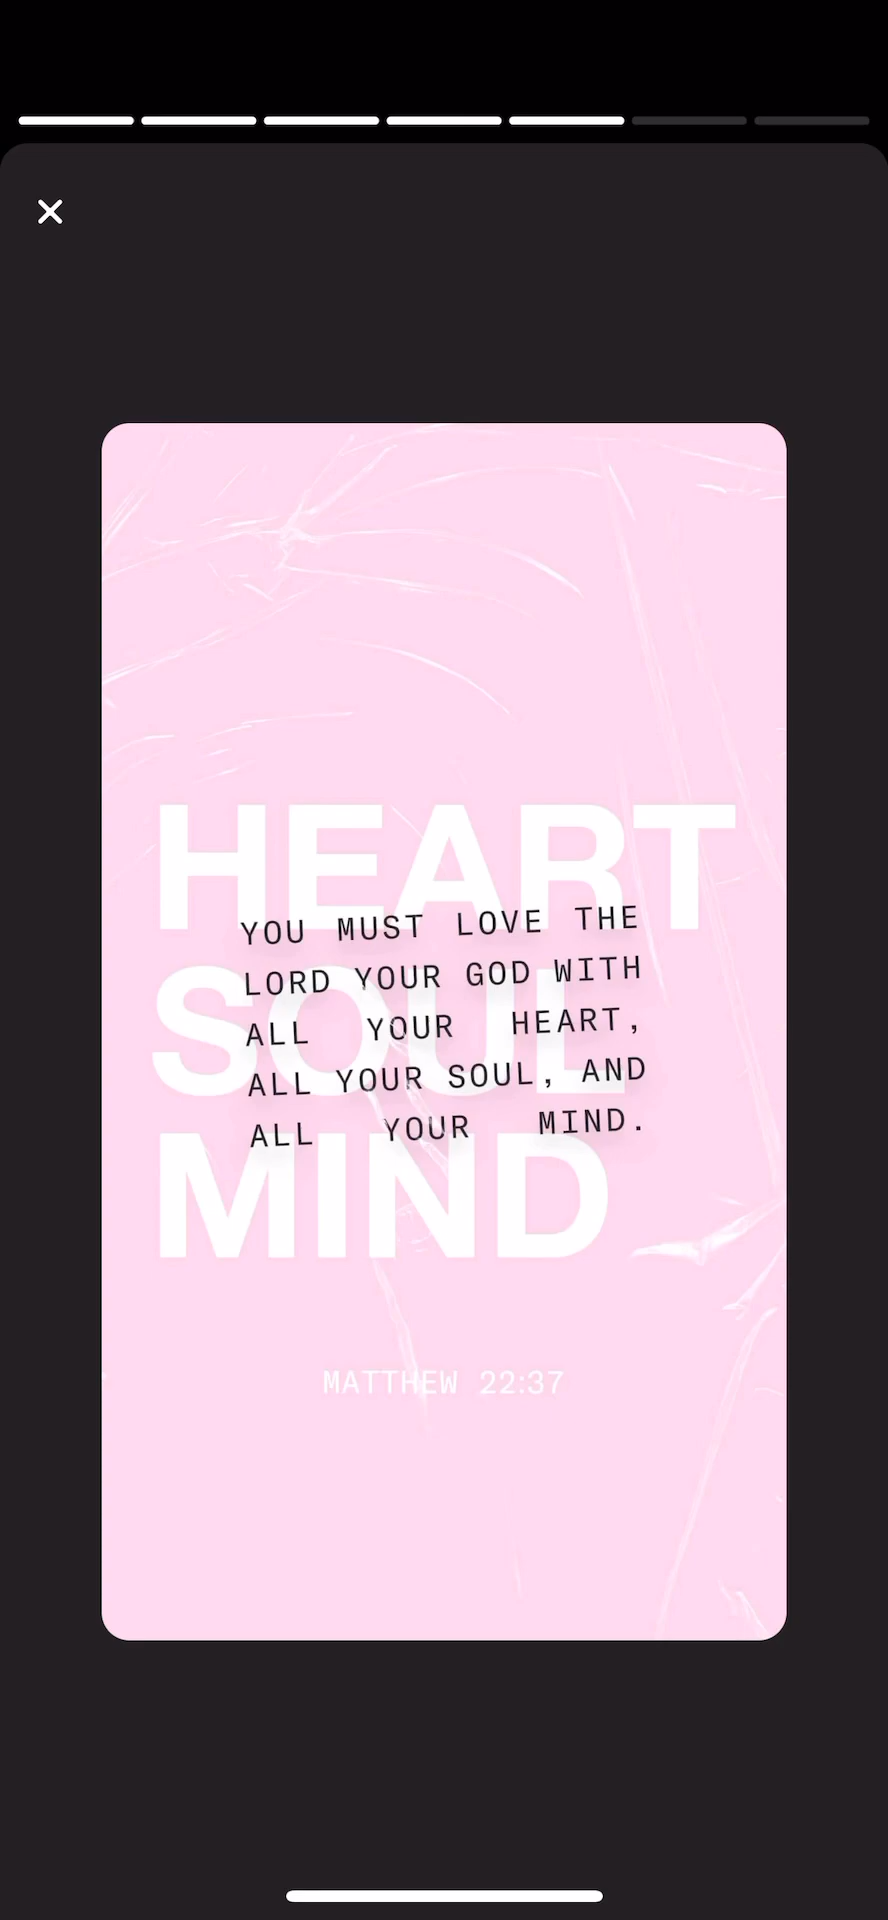 HEART
SOUL
MIND
YOU MUST LOVE THE
LORD YOUR GOD WITH
ALL YOUR HEART,
ALL YOUR SOUL, AND
ALL YOUR MIND.
MATTHEW 22:37